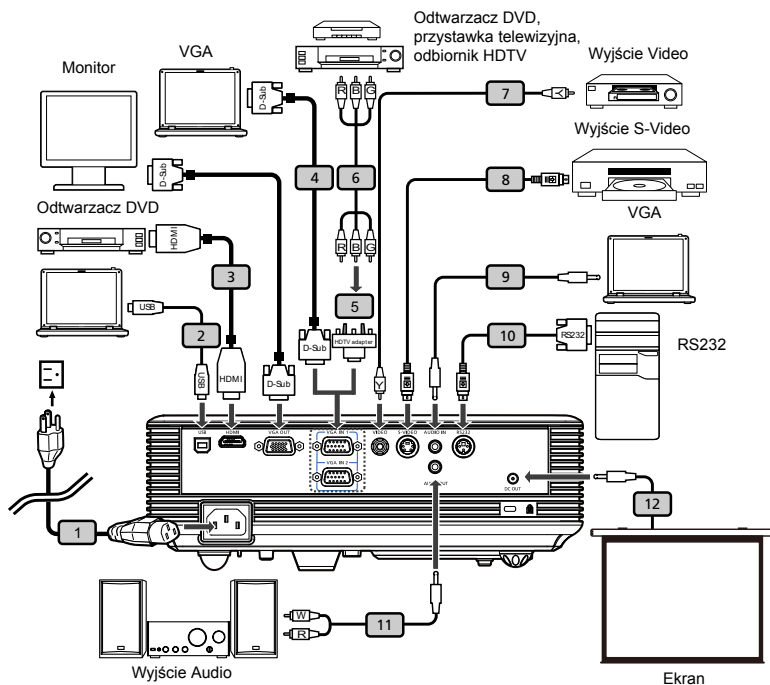 Odtwarzacz DVD,
przystawka telewizyjna,
odbiornik HDTV
VGA
Wyjście Video
Monitor
7
D-Sub
R B G
Wyjście S-Video
D-Sub
4
6
8
VGA
Odtwarzacz DVD
HDMI
R B G
3
9
5
USB
2
HDTV adapter
10
RS232
RS232
D-Sub
USB
HDMI
D-Sub
Y
Y
USB
HDMI
VGA OUT
VGA IN 1
VIDEO
S-VIDEO
AUDIO IN
RS232
VGA IN 2
DC OUT
1
12
W
R
11
Wyjście Audio
Ekran